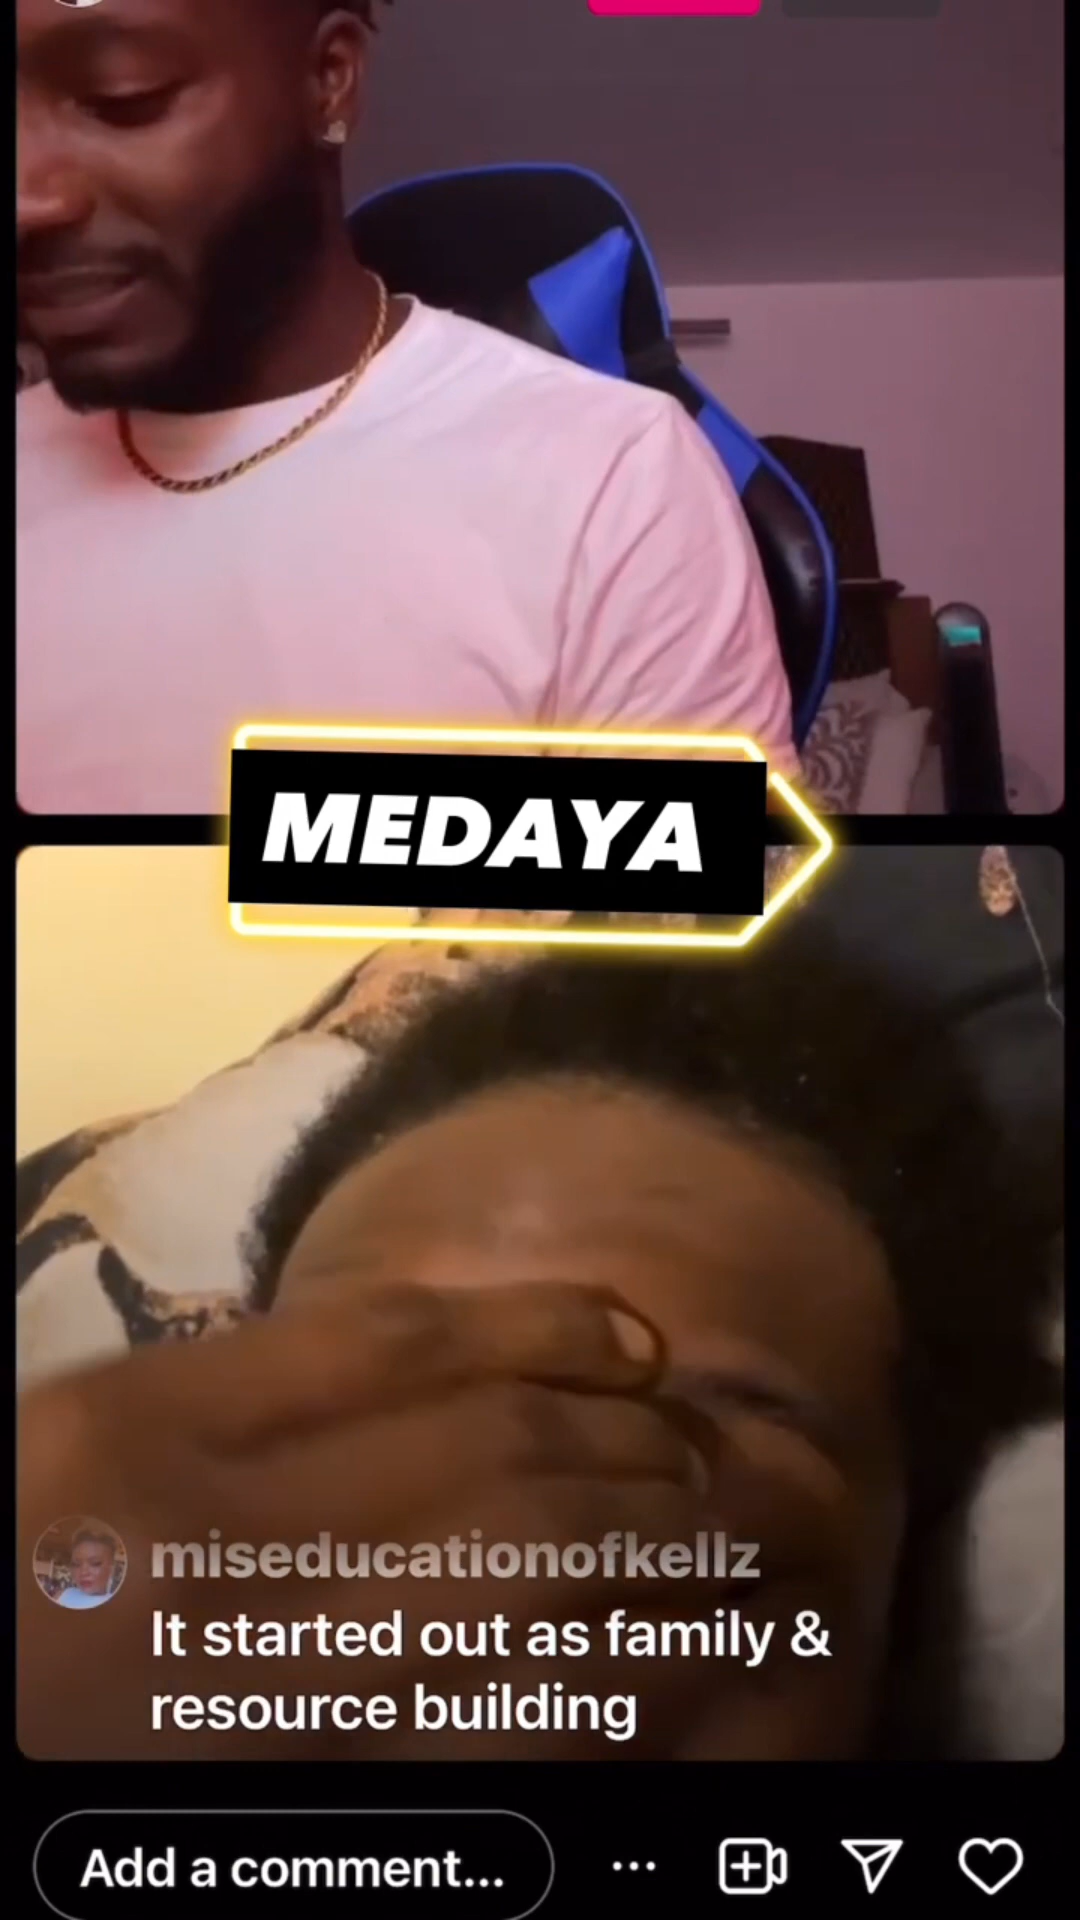 MEDAYA
miseducationofkellz
It started out as family &
resource building
Add a comment...